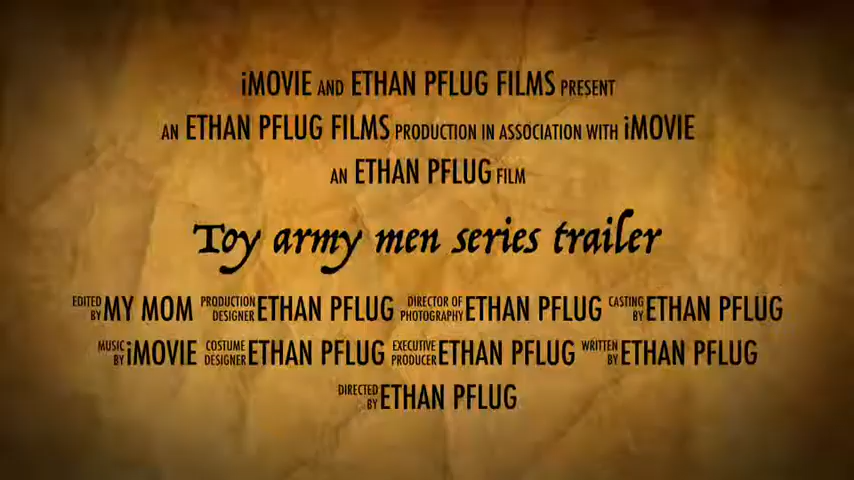 iMOVIE AND ETHAN PFLUG FILMS PRESENT
AN ETHAN PFLUG FILMS PRODUCTION IN ASSOCIATION WITH iMOVIE
AN ETHAN PFLUG FILM
Toy army men series trailer
EDITED BY MY MOM PRODUCTION DESIGNER ETHAN PFLUG DIRECTOR OF PHOTOGRAPHY ETHAN PFLUG CASTING BY ETHAN PFLUG
MUSIC BY iMOVIE COSTUME DESIGNER ETHAN PFLUG EXECUTIVE PRODUCER ETHAN PFLUG WRITTEN BY ETHAN PFLUG
DIRECTED BY ETHAN PFLUG